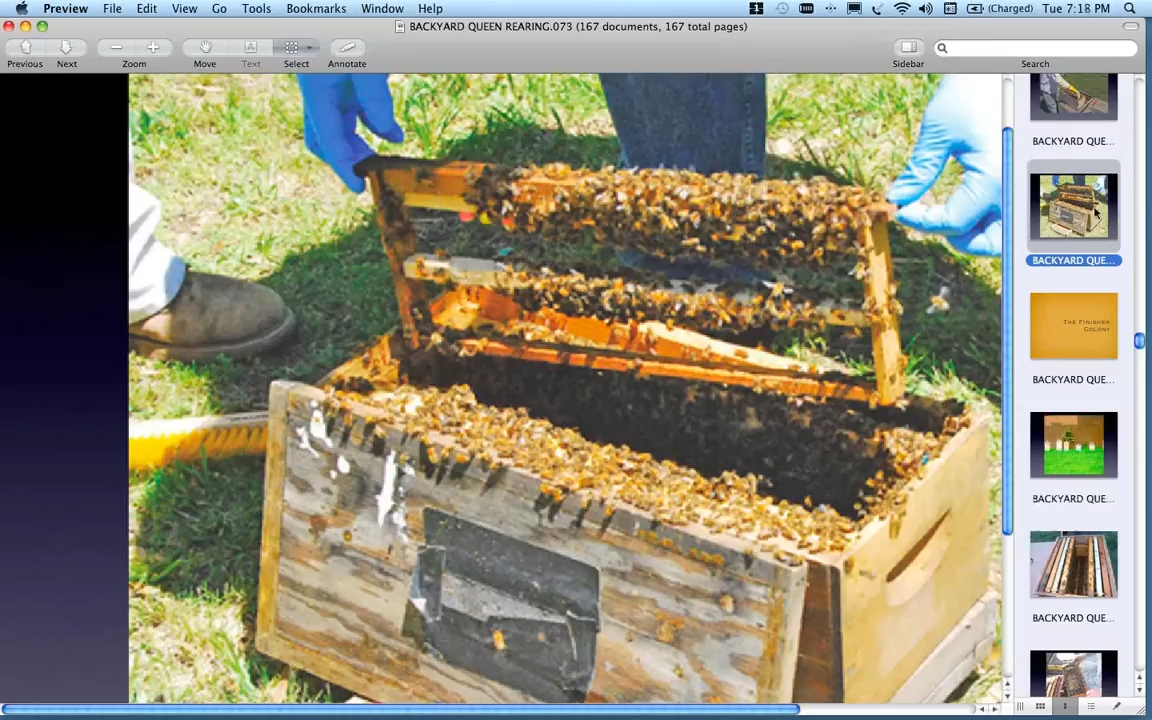 Preview File Edit View Go Tools Bookmarks Window Help
1
(Charged) Tue 7:18 PM
BACKYARD QUEEN REARING.073 (167 documents, 167 total pages)
Previous Next Zoom Move Text Select Annotate Sidebar Search
BACKYARD QUE...
BACKYARD QUE...
THE FINISHER
COLONY
BACKYARD QUE...
BACKYARD QUE...
BACKYARD QUE...